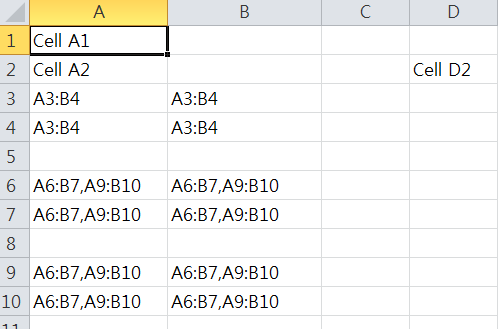 A B C D
1 Cell A1
2 Cell A2 Cell D2
3 A3:B4 A3:B4
4 A3:B4 A3:B4
5
6 A6:B7,A9:B10 A6:B7,A9:B10
7 A6:B7,A9:B10 A6:B7,A9:B10
8
9 A6:B7,A9:B10 A6:B7,A9:B10
10 A6:B7,A9:B10 A6:B7,A9:B10
11